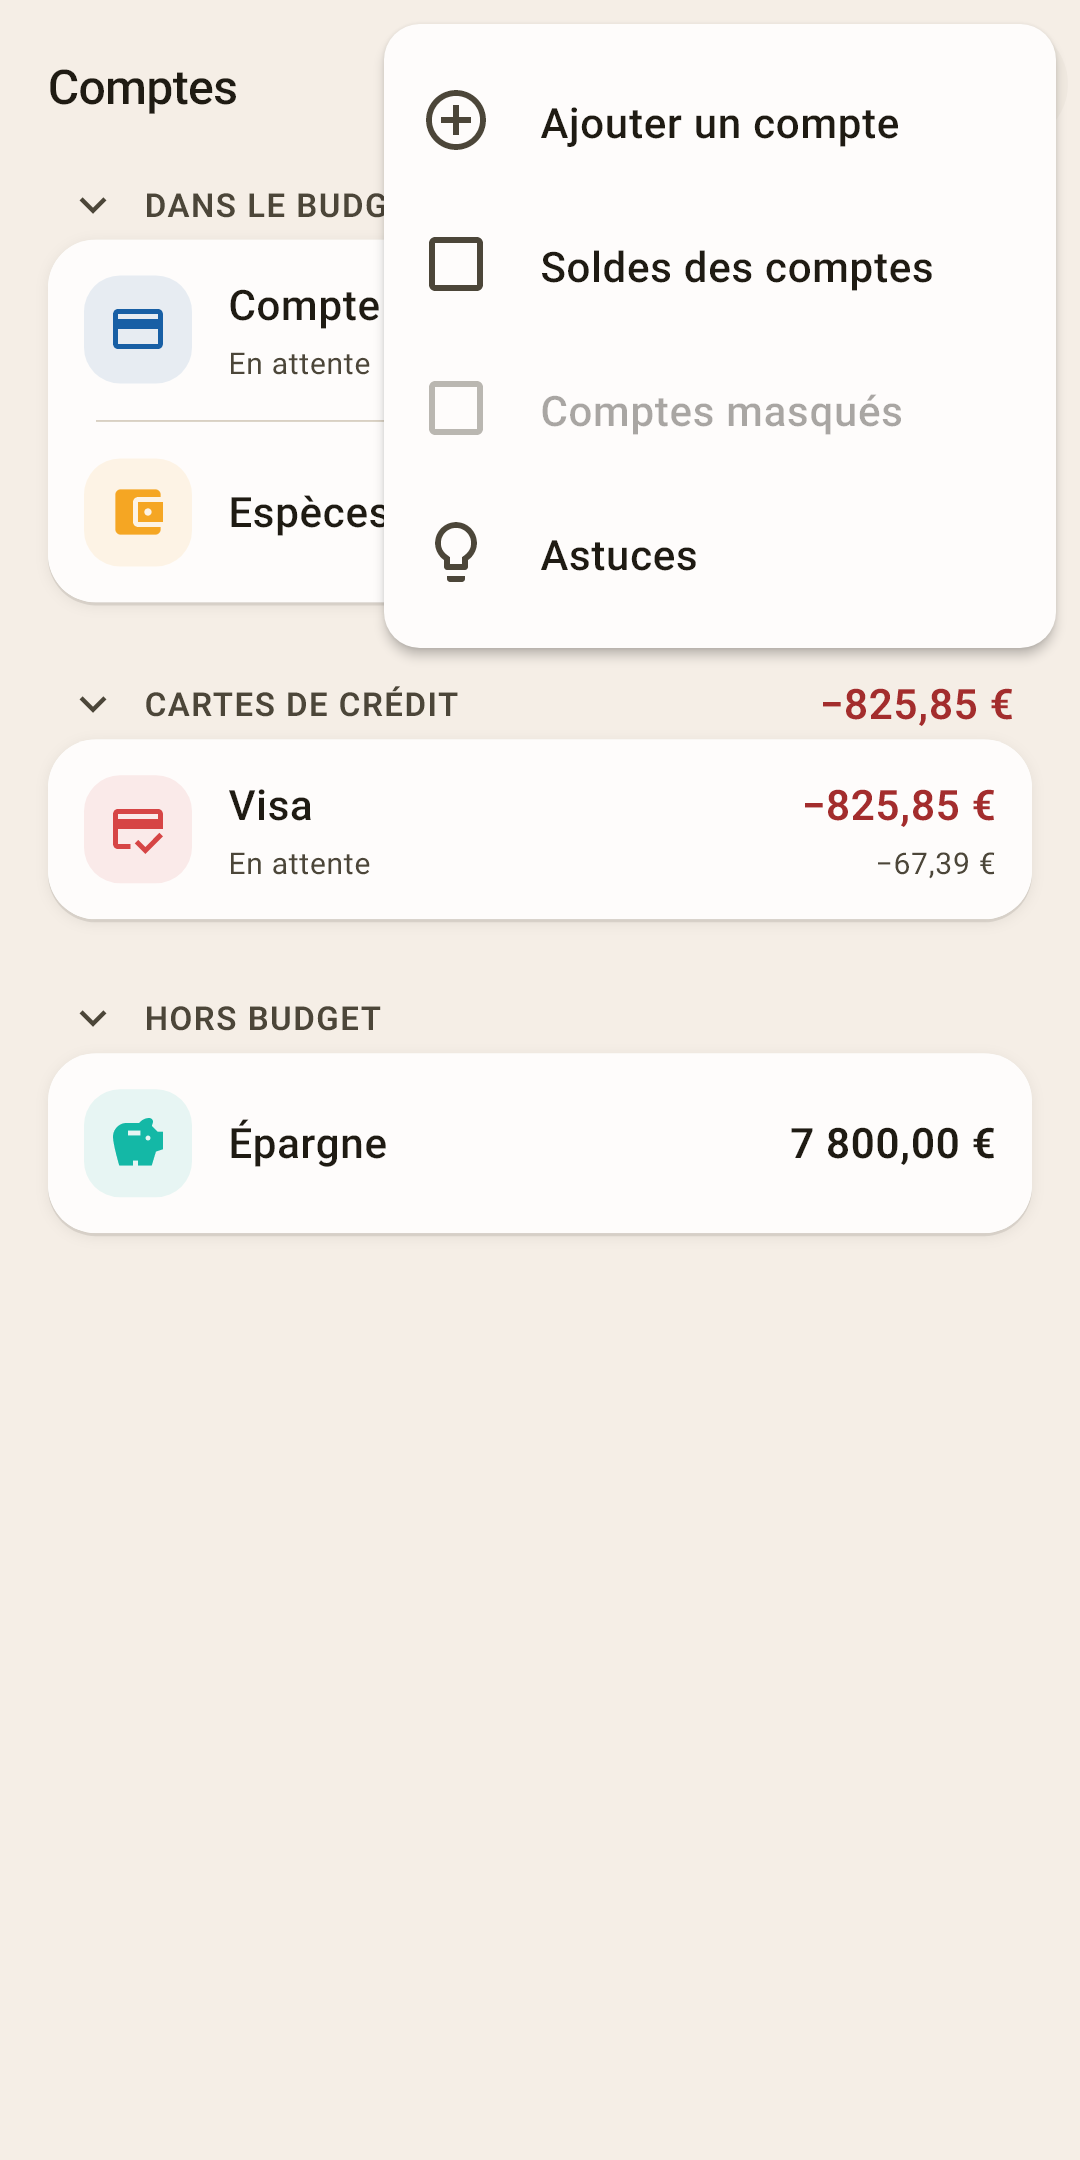 Comptes
Ajouter un compte
Soldes des comptes
Comptes masqués
Astuces
DANS LE BUDG
Compte
En attente
Espèces
CARTES DE CRÉDIT −825,85 €
Visa −825,85 €
En attente −67,39 €
HORS BUDGET
Épargne 7 800,00 €